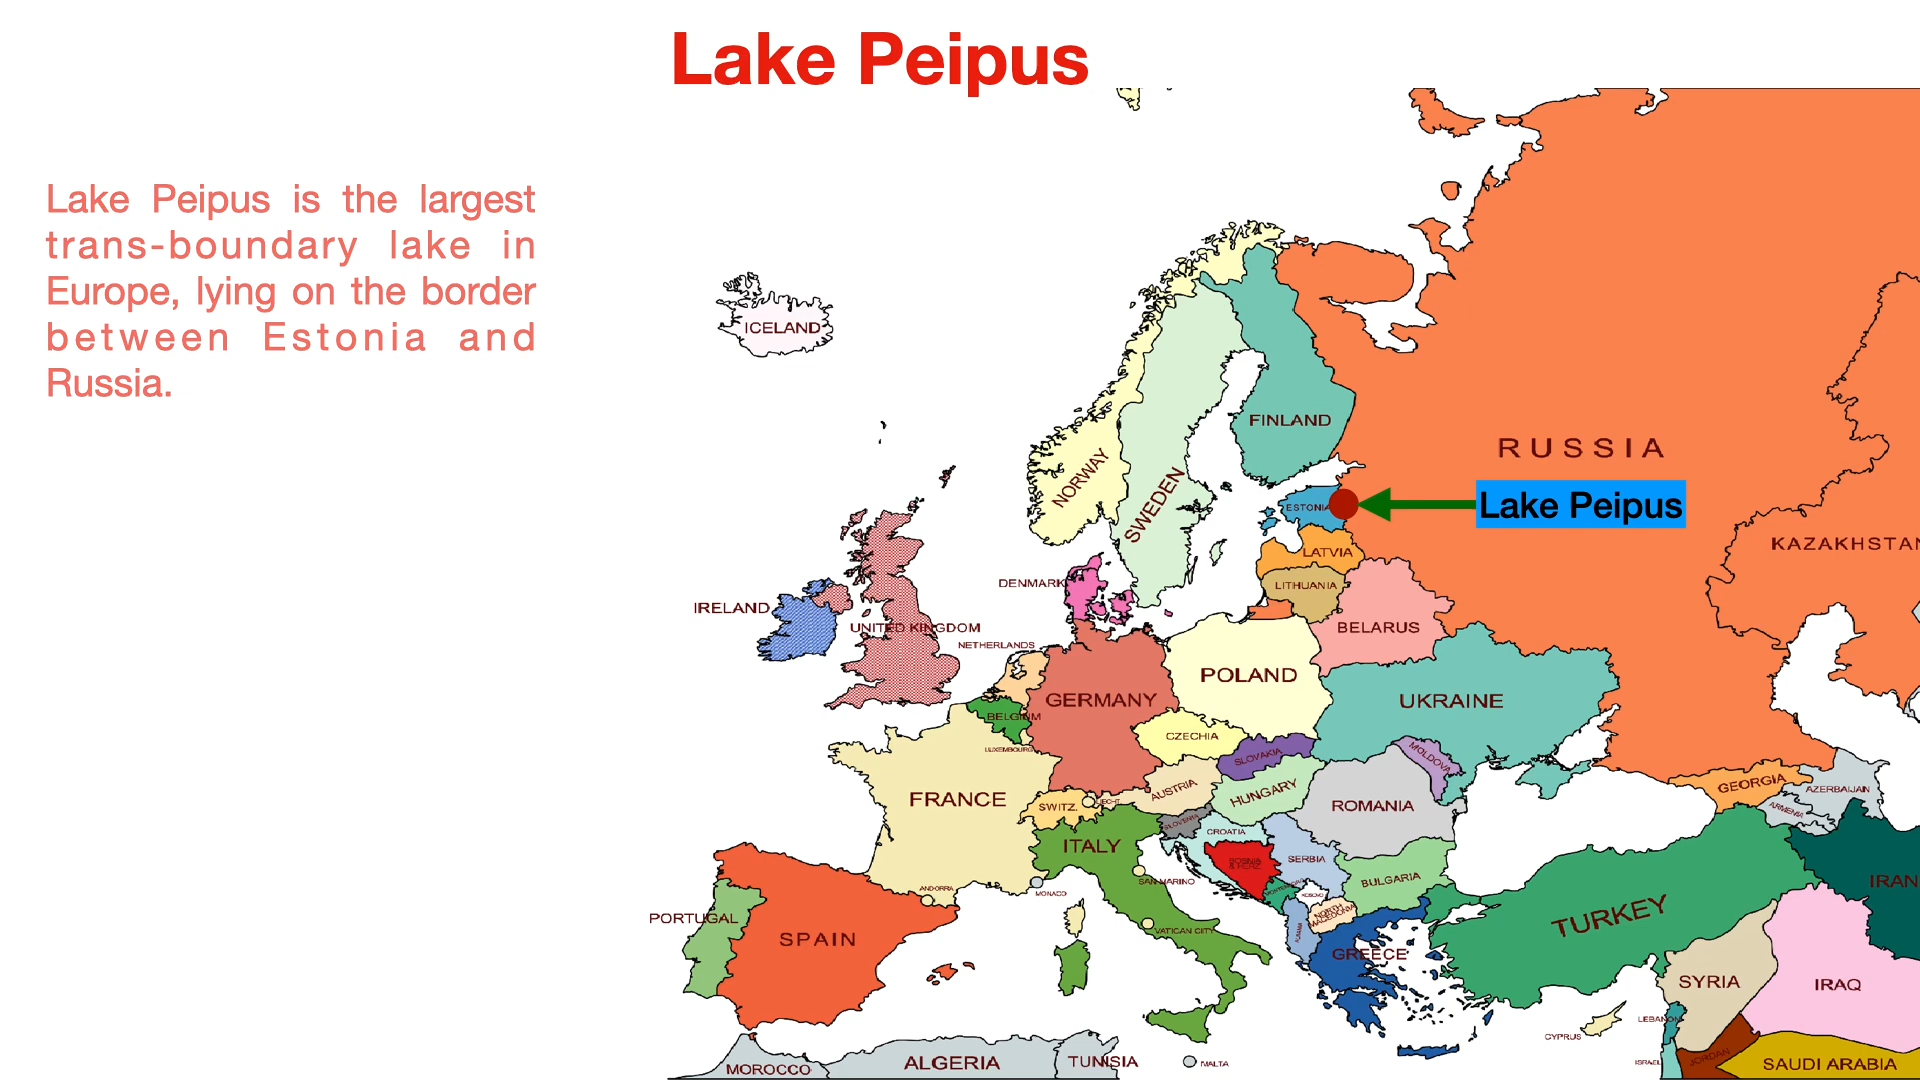 Lake Peipus
Lake Peipus is the largest
trans-boundary lake in
Europe, lying on the border
between Estonia and
Russia.
ICELAND
FINLAND
RUSSIA
NORWAY
SWEDEN
ESTONIA
Lake Peipus
KAZAKHSTAN
LATVIA
LITHUANIA
DENMARK
IRELAND
UNITED KINGDOM
BELARUS
NETHERLANDS
POLAND
GERMANY
UKRAINE
BELGIUM
CZECHIA
LUXEMBOURG
SLOVAKIA
MOLDOVA
FRANCE
SWITZ.
LIECHT.
AUSTRIA
HUNGARY
ROMANIA
GEORGIA
AZERBAIJAN
ARMENIA
SLOVENIA
CROATIA
ITALY
BOSNIA
& HERZ.
SERBIA
SAN MARINO
BULGARIA
IRAN
ANDORRA
MONACO
MONTENEGRO
KOSOVO
NORTH
MACEDONIA
PORTUGAL
SPAIN
VATICAN CITY
ALBANIA
TURKEY
GREECE
SYRIA
IRAQ
LEBANON
CYPRUS
MOROCCO
ALGERIA
TUNISIA
MALTA
ISRAEL
JORDAN
SAUDI ARABIA